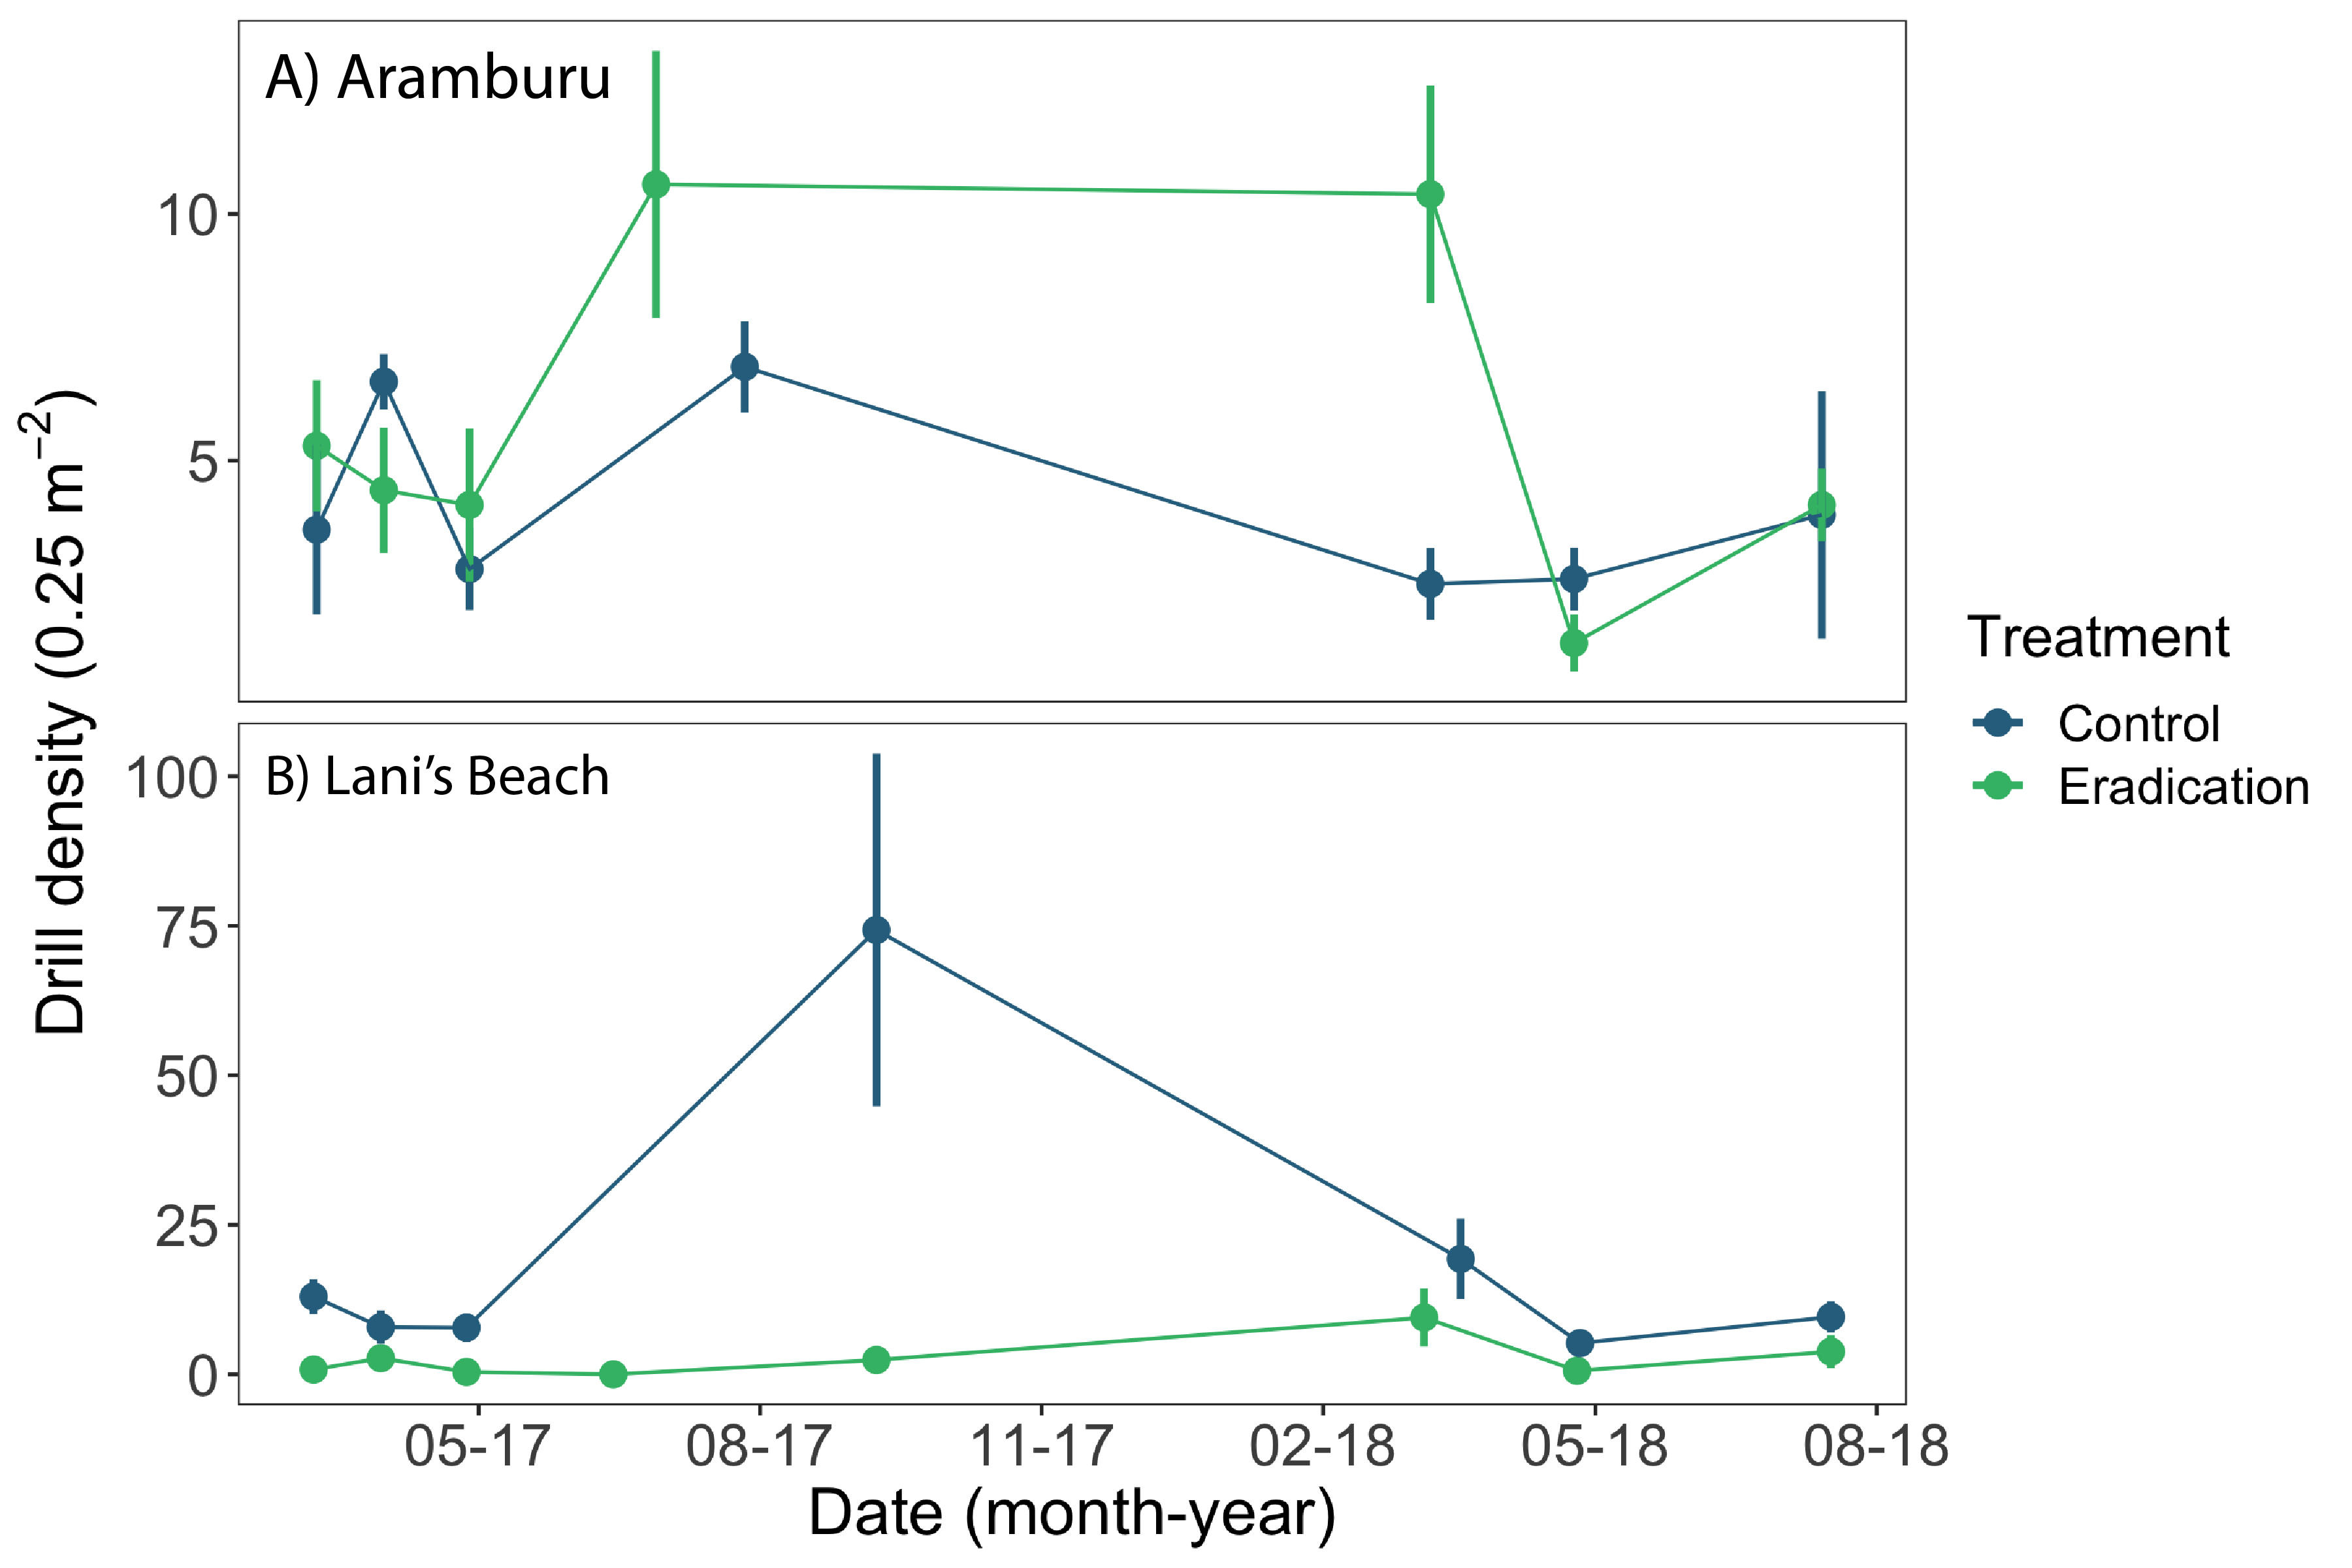 A) Aramburu
10
5
Drill density (0.25 m⁻²)
B) Lani’s Beach
100
75
50
25
0
05-17 08-17 11-17 02-18 05-18 08-18
Date (month-year)
Treatment
Control
Eradication